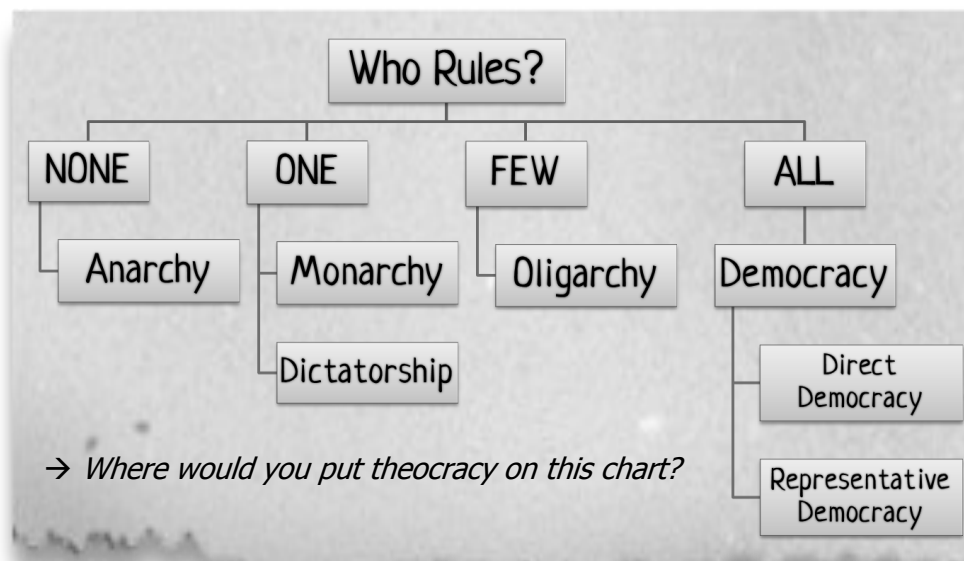 Who Rules?
NONE
ONE
FEW
ALL
Anarchy
Monarchy
Oligarchy
Democracy
Dictatorship
Direct
Democracy
Representative
Democracy
→ Where would you put theocracy on this chart?